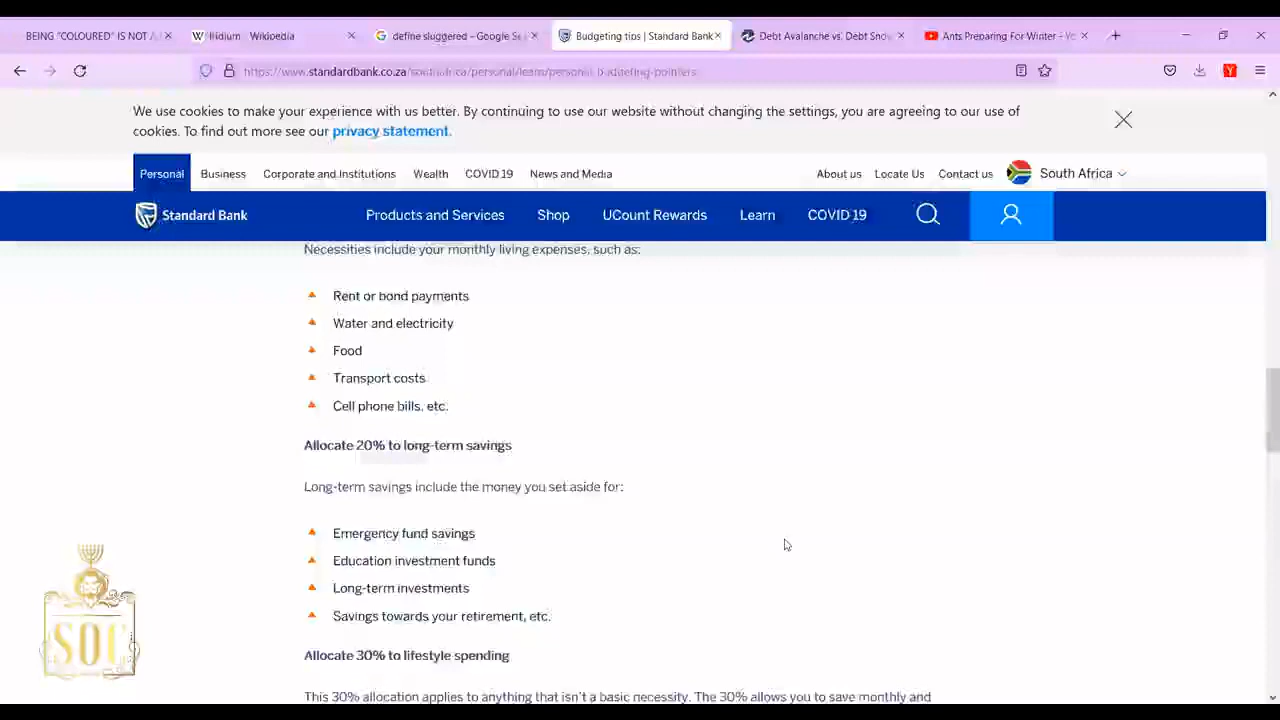 BEING "COLOURED" IS NOT
Iridium - Wikipedia
define sluggered - Google Se
Budgeting tips | Standard Bank
Debt Avalanche vs. Debt Snow
Ants Preparing For Winter - Yo
https://www.standardbank.co.za/southafrica/personal/learn/personal-budgeting-pointers
We use cookies to make your experience with us better. By continuing to use our website without changing the settings, you are agreeing to our use of
cookies. To find out more see our privacy statement.
Personal Business Corporate and Institutions Wealth COVID 19 News and Media About us Locate Us Contact us South Africa
Standard Bank Products and Services Shop UCount Rewards Learn COVID 19
Necessities include your monthly living expenses, such as:
Rent or bond payments
Water and electricity
Food
Transport costs
Cell phone bills, etc.
Allocate 20% to long-term savings
Long-term savings include the money you set aside for:
Emergency fund savings
Education investment funds
Long-term investments
Savings towards your retirement, etc.
SOC
Allocate 30% to lifestyle spending
This 30% allocation applies to anything that isn't a basic necessity. The 30% allows you to save monthly and